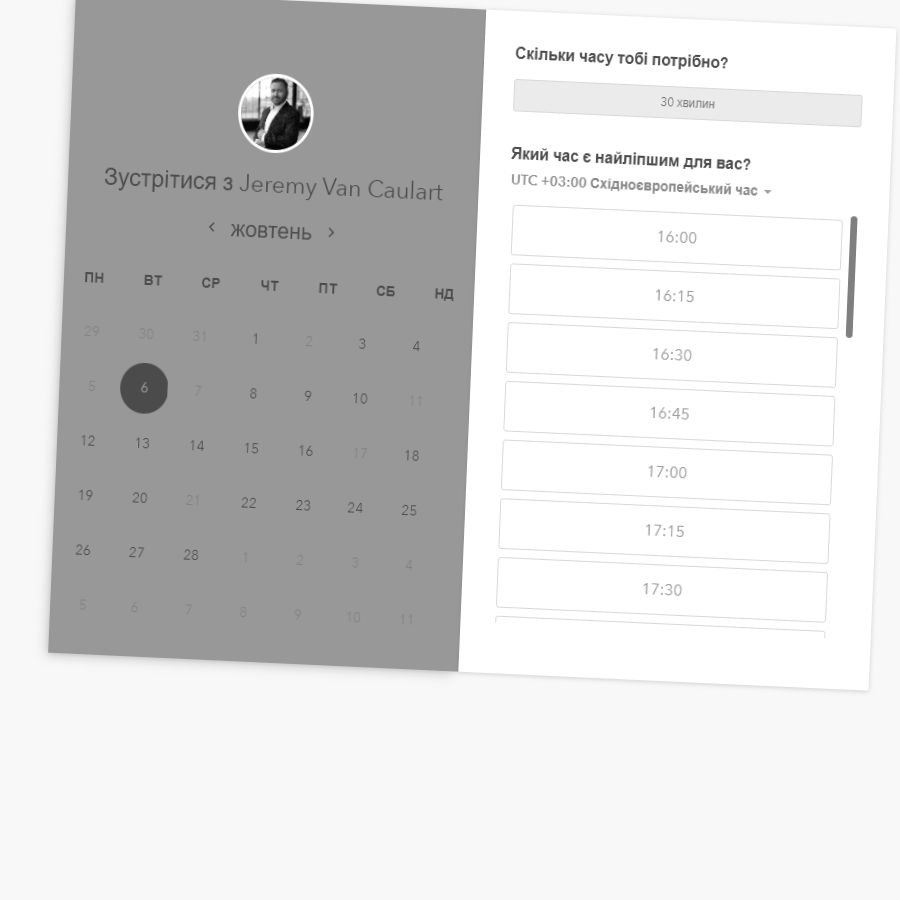 Зустрітися з Jeremy Van Caulart
жовтень
ПН ВТ СР ЧТ ПТ СБ НД
29 30 31 1 2 3 4
5 6 7 8 9 10 11
12 13 14 15 16 17 18
19 20 21 22 23 24 25
26 27 28 1 2 3 4
5 6 7 8 9 10 11
Скільки часу тобі потрібно?
30 хвилин
Який час є найліпшим для вас?
UTC +03:00 Східноєвропейський час
16:00
16:15
16:30
16:45
17:00
17:15
17:30